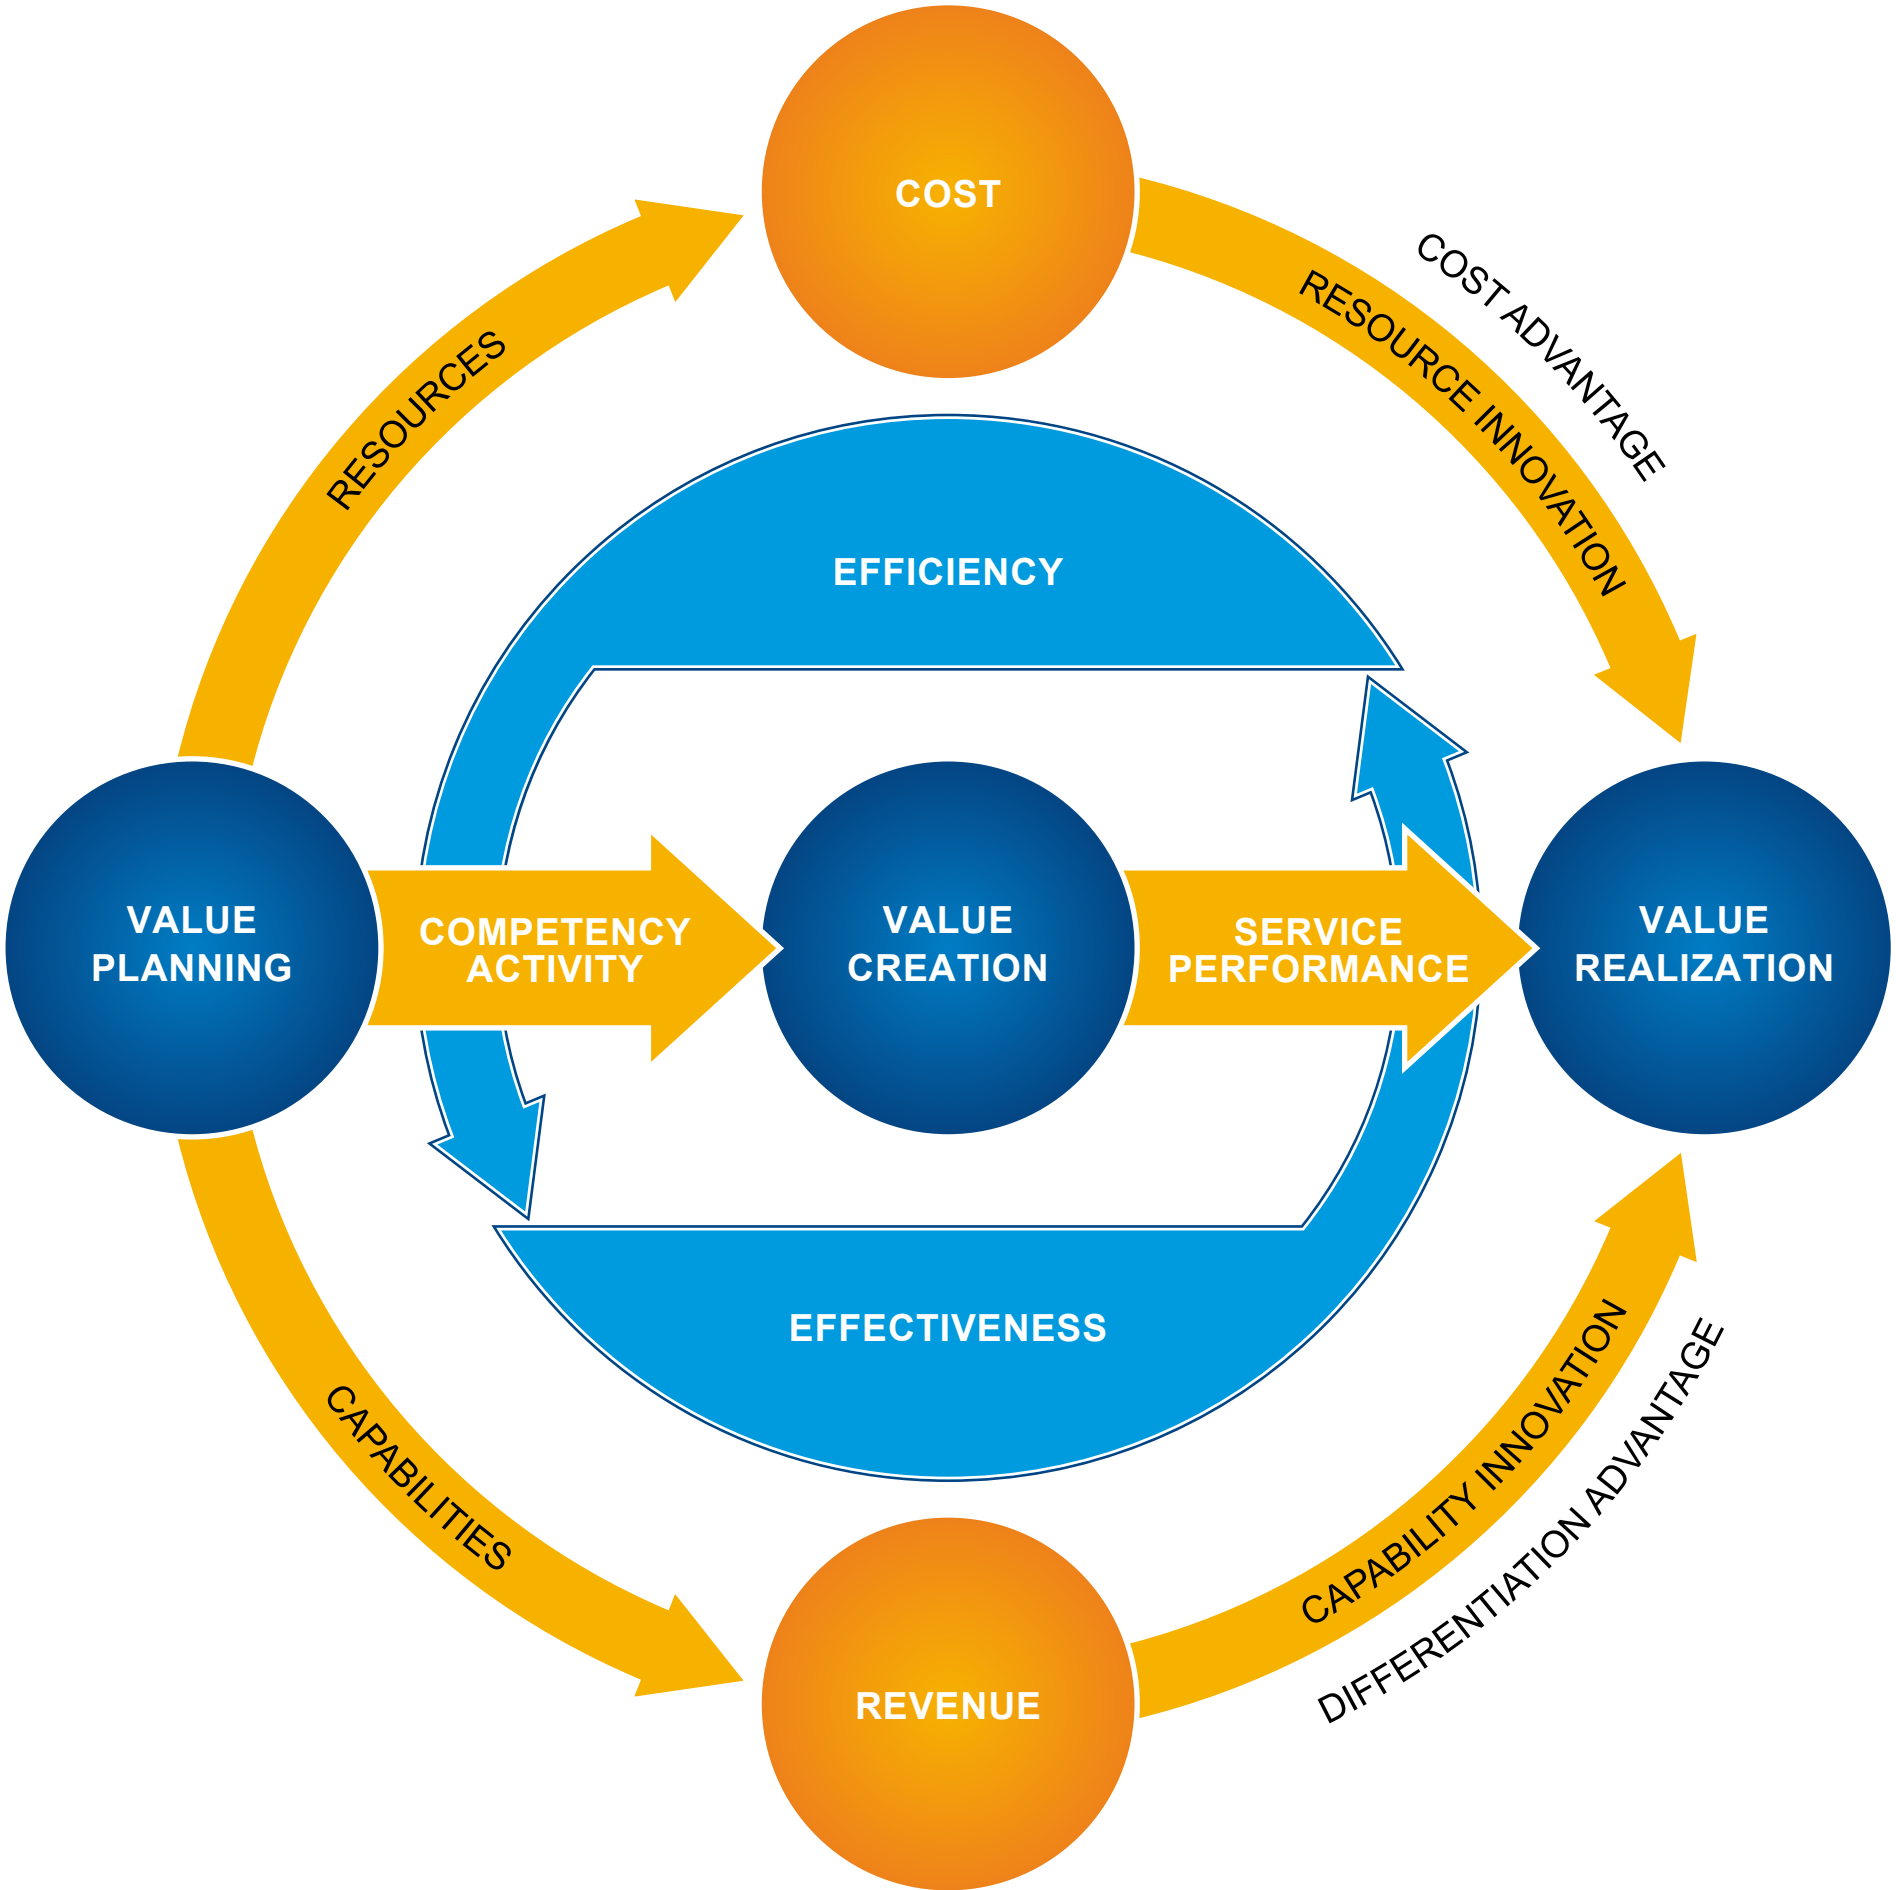 COST
COST ADVANTAGE
RESOURCE INNOVATION
RESOURCES
EFFICIENCY
VALUE
PLANNING
COMPETENCY
ACTIVITY
VALUE
CREATION
SERVICE
PERFORMANCE
VALUE
REALIZATION
EFFECTIVENESS
CAPABILITIES
CAPABILITY INNOVATION
DIFFERENTIATION ADVANTAGE
REVENUE